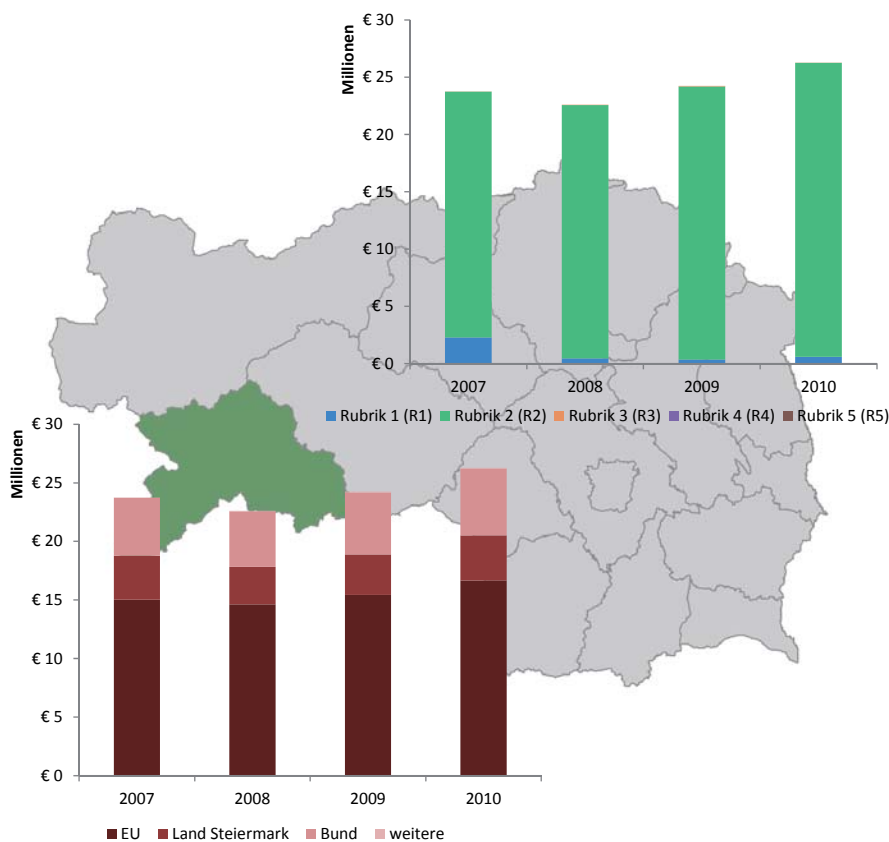 Millionen
€ 30
€ 25
€ 20
€ 15
€ 10
€ 5
€ 0
2007 2008 2009 2010
Rubrik 1 (R1) Rubrik 2 (R2) Rubrik 3 (R3) Rubrik 4 (R4) Rubrik 5 (R5)
Millionen
€ 30
€ 25
€ 20
€ 15
€ 10
€ 5
€ 0
2007 2008 2009 2010
EU Land Steiermark Bund weitere